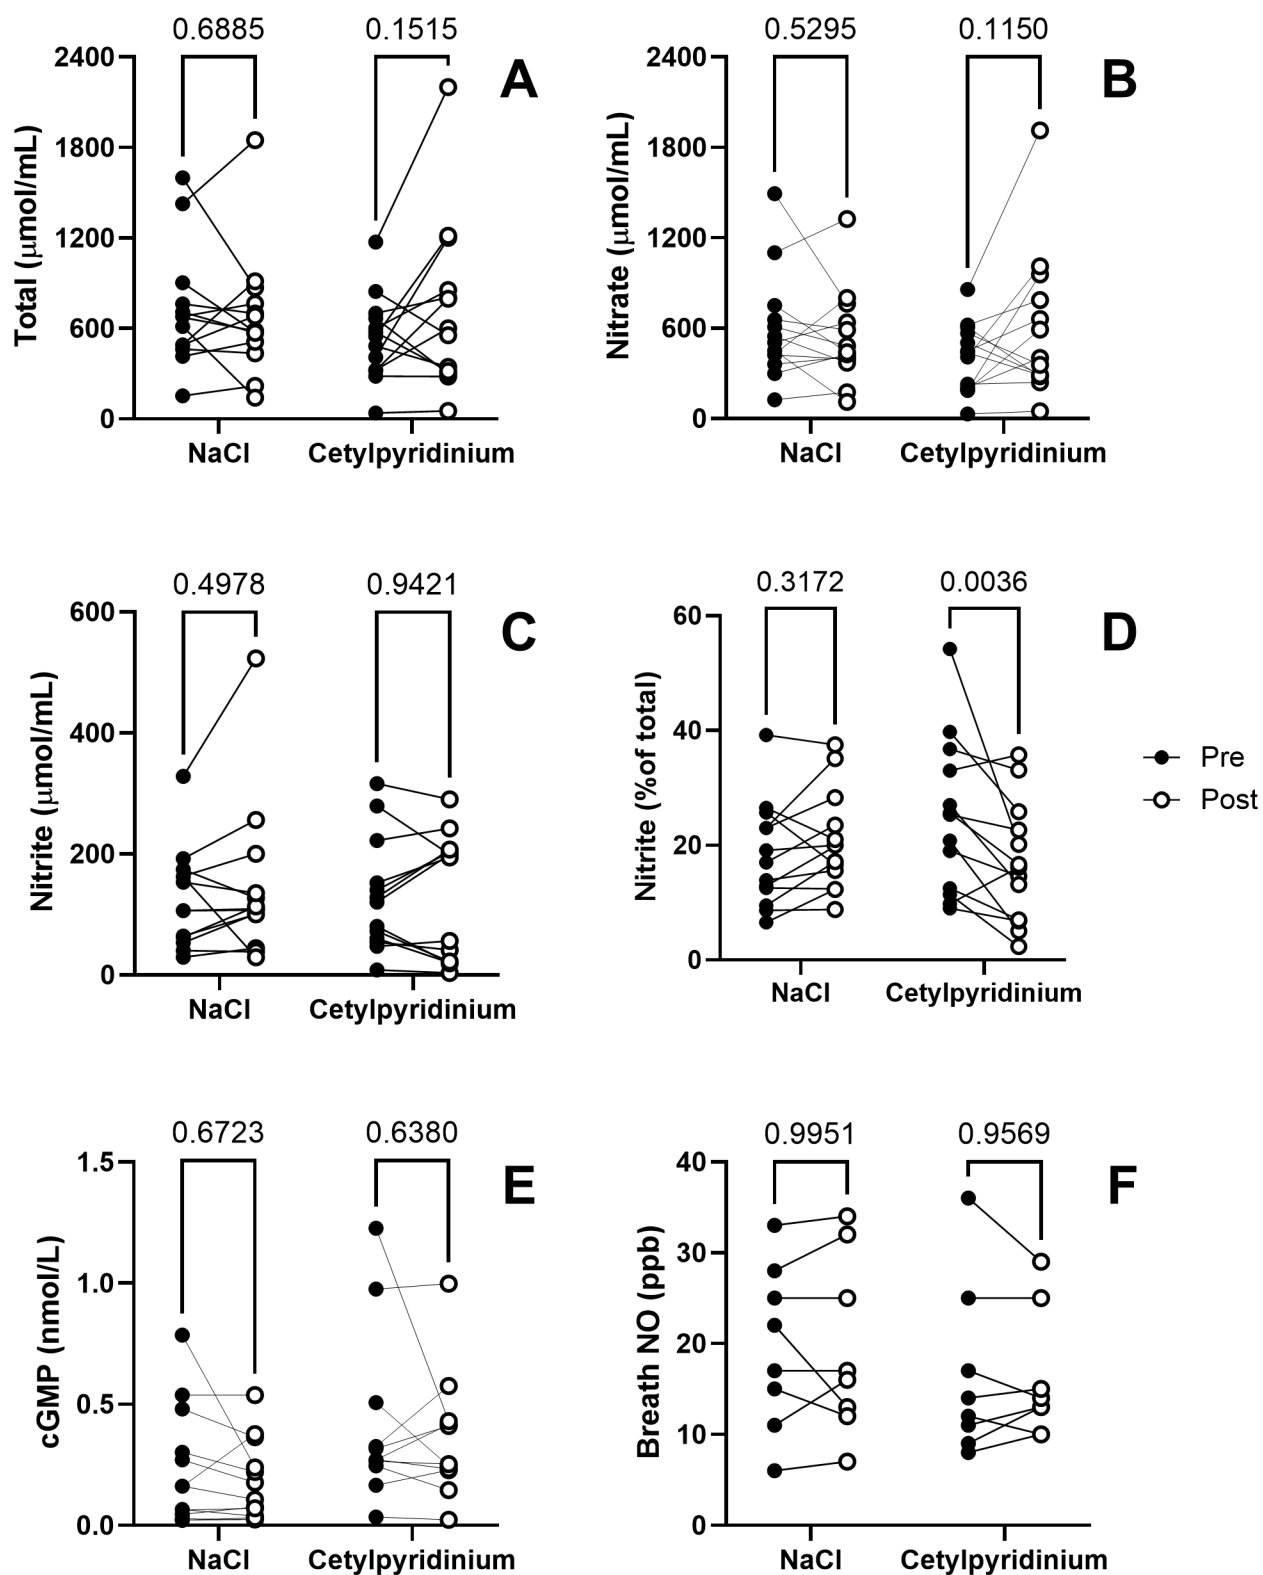 0.6885 0.1515
A
Total (μmol/mL)
2400
1800
1200
600
0
NaCl Cetylpyridinium
0.5295 0.1150
B
Nitrate (μmol/mL)
2400
1800
1200
600
0
NaCl Cetylpyridinium
0.4978 0.9421
C
Nitrite (μmol/mL)
600
400
200
0
NaCl Cetylpyridinium
0.3172 0.0036
D
Nitrite (%of total)
60
40
20
0
NaCl Cetylpyridinium
Pre
Post
0.6723 0.6380
E
cGMP (nmol/L)
1.5
1.0
0.5
0.0
NaCl Cetylpyridinium
0.9951 0.9569
F
Breath NO (ppb)
40
30
20
10
0
NaCl Cetylpyridinium